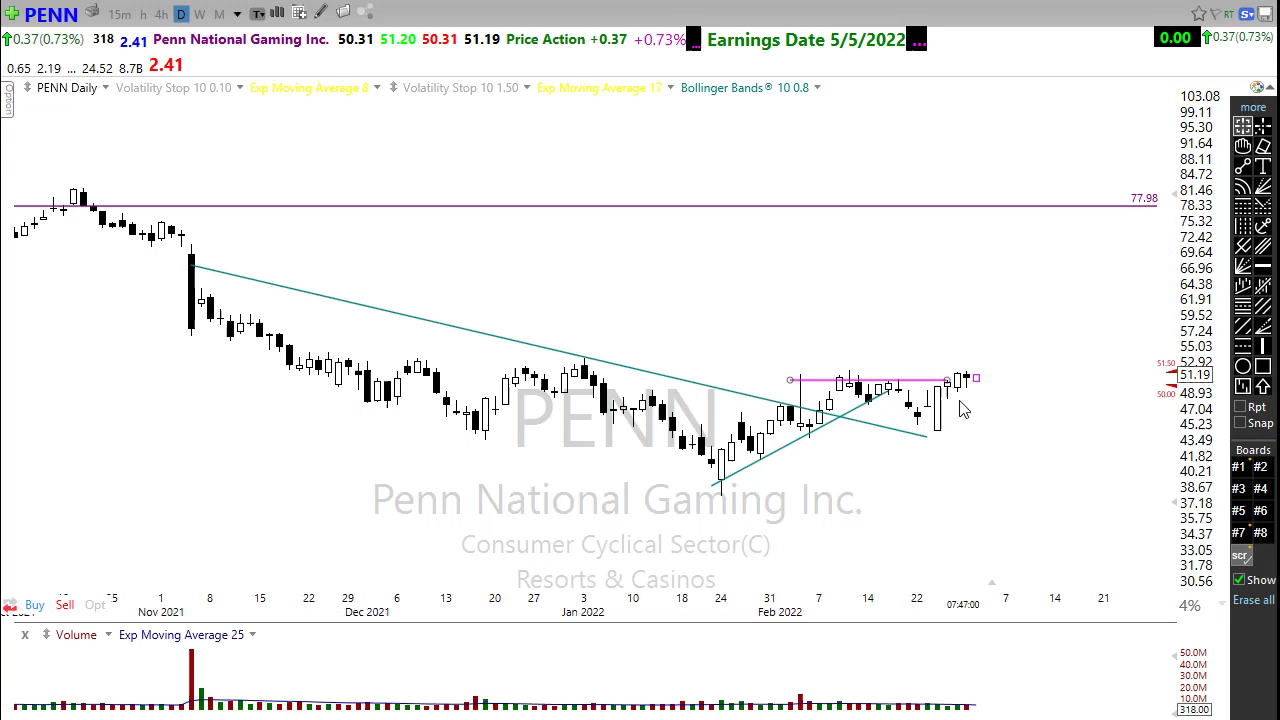 PENN 15m h 4h D W M T RT S
0.37(0.73%) 318 2.41 Penn National Gaming Inc. 50.31 51.20 50.31 51.19 Price Action +0.37 +0.73% ... Earnings Date 5/5/2022 ... 0.00 0.37(0.73%)
0.65 2.19 ... 24.52 8.7B 2.41
Option
PENN Daily Volatility Stop 10 0.10 Exp Moving Average 8 Volatility Stop 10 1.50 Exp Moving Average 17 Bollinger Bands® 10 0.8
103.08
99.11
95.30
91.64
88.11
84.72
81.46
77.98
78.33
75.32
72.42
69.64
66.96
64.38
61.91
59.53
57.24
55.03
51.50 52.92
51.19
50.00 48.93
47.04
45.23
43.49
41.82
40.21
38.67
37.18
35.75
34.37
33.05
31.78
30.56
PENN
Penn National Gaming Inc.
Consumer Cyclical Sector(C)
Resorts & Casinos
8 15 22 29 6 13 20 27 10 18 24 7 14 22 7 14 21
Nov 2021 Dec 2021 Jan 2022 Feb 2022 07:47:00
Buy Sell Opt 4%
x Volume Exp Moving Average 25
50.0M
40.0M
30.0M
20.0M
10.0M
318.00
more
T
Rpt
Snap
Boards
#1 #2
#3 #4
#5 #6
#7 #8
scr
Show
Erase all